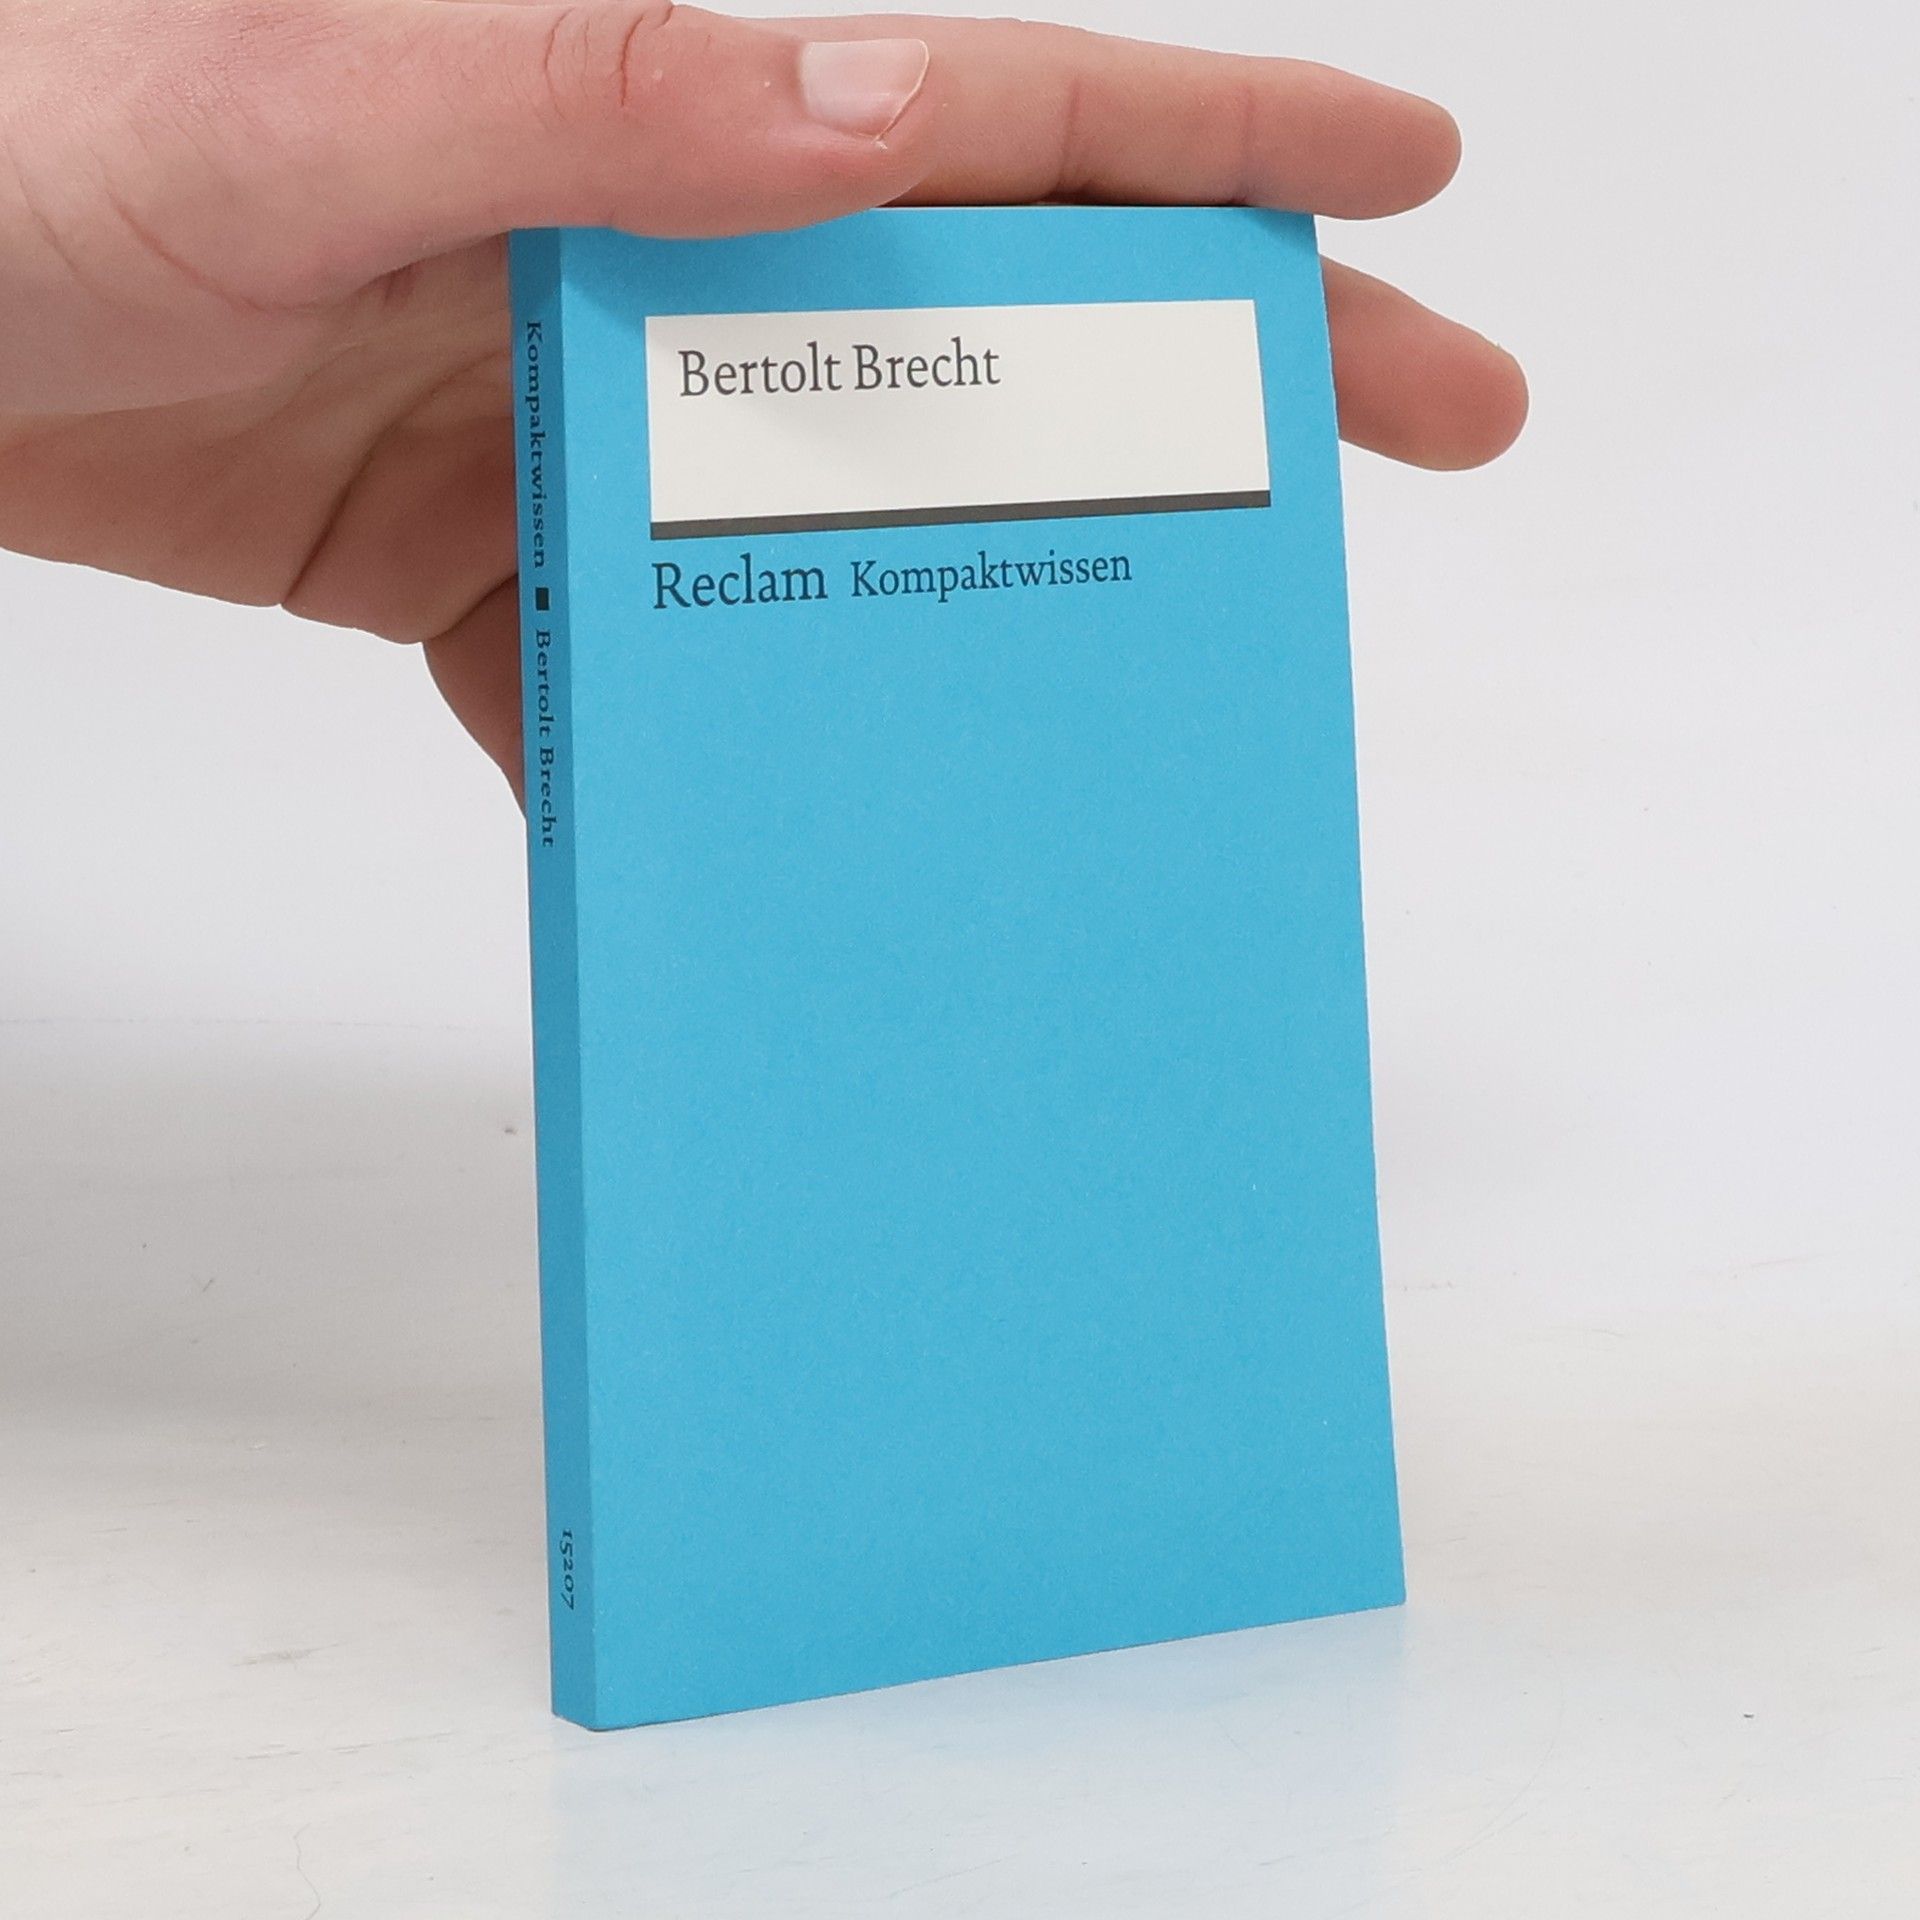 Bertolt Brecht
Reclam Kompaktwissen
Kompaktwissen ■ Bertolt Brecht
15207